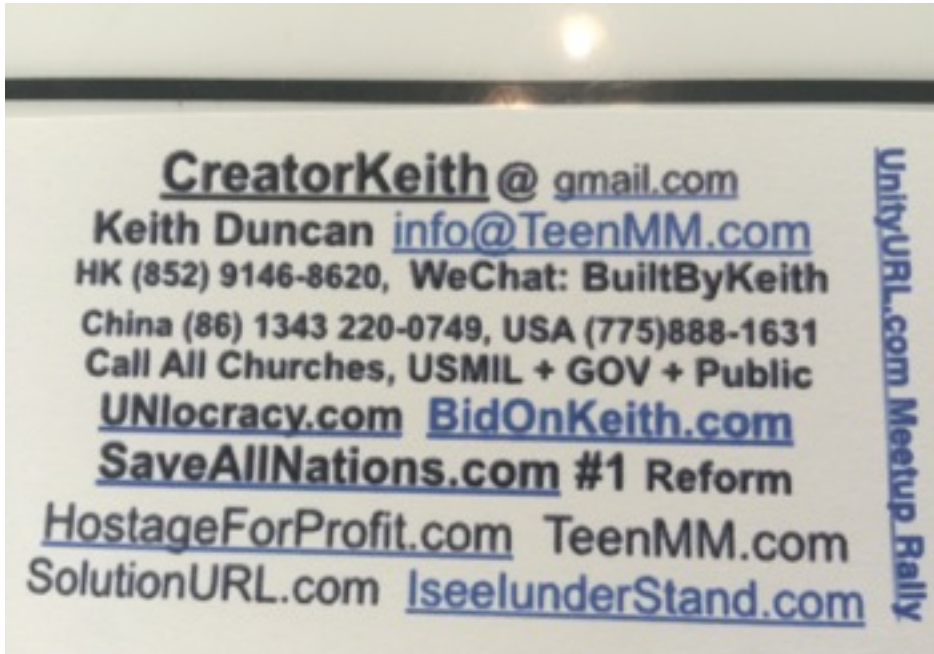 CreatorKeith@ gmail.com
Keith Duncan info@TeenMM.com
HK (852) 9146-8620, WeChat: BuiltByKeith
China (86) 1343 220-0749, USA (775)888-1631
Call All Churches, USMIL + GOV + Public
UNIocracy.com BidOnKeith.com
SaveAllNations.com #1 Reform
HostageForProfit.com TeenMM.com
SolutionURL.com IseeIunderStand.com
UnityURL.com Meetup Rally